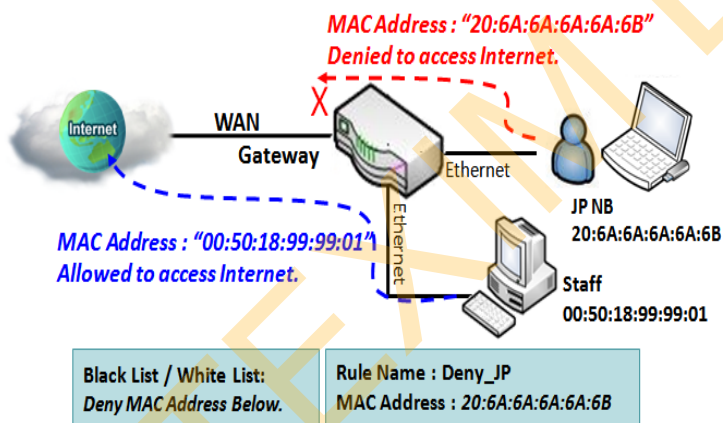 MAC Address : “20:6A:6A:6A:6A:6B”
Denied to access Internet.
X
Internet
WAN
Gateway
Ethernet
Ethernet
JP NB
20:6A:6A:6A:6A:6B
MAC Address : “00:50:18:99:99:01”
Allowed to access Internet.
Staff
00:50:18:99:99:01
Black List / White List:
Deny MAC Address Below.
Rule Name : Deny_JP
MAC Address : 20:6A:6A:6A:6A:6B